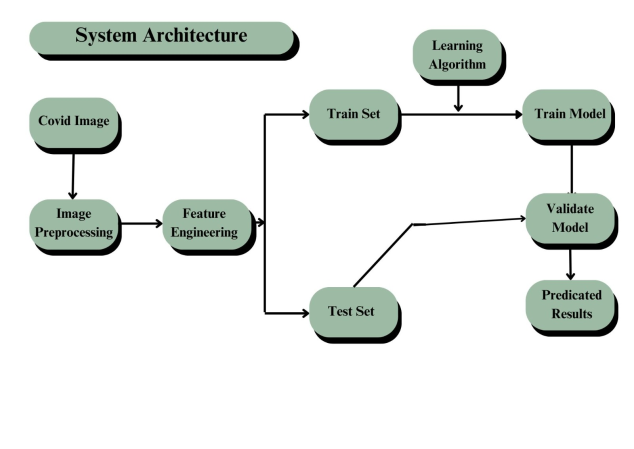 System Architecture
Learning
Algorithm
Covid Image
Train Set
Train Model
Image
Preprocessing
Feature
Engineering
Validate
Model
Test Set
Predicated
Results